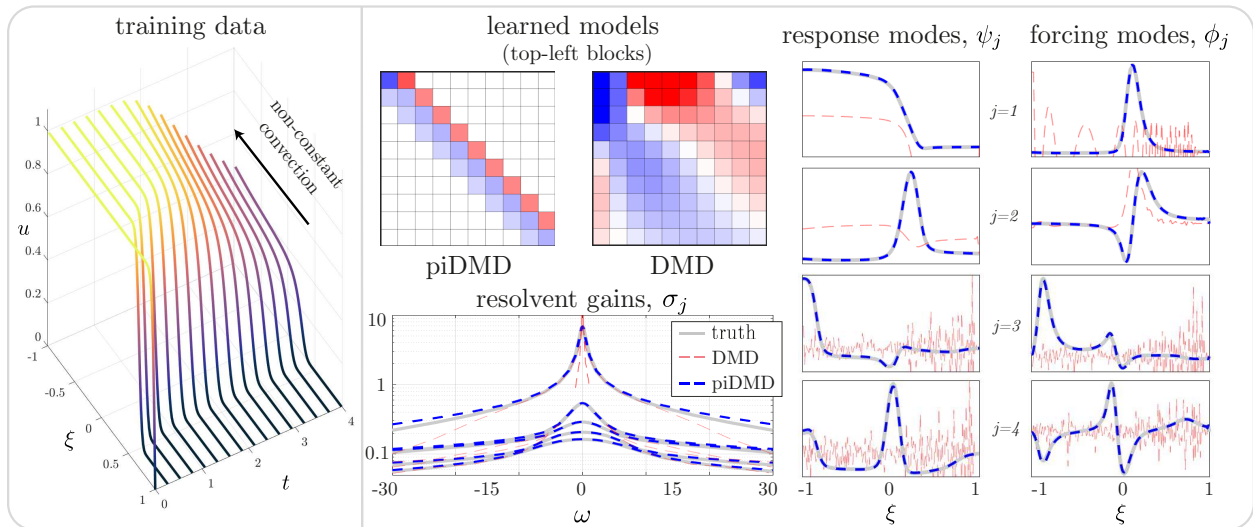 training data
non-constant
convection
u
1
0.8
0.6
0.4
0.2
0
-1
-0.5
0
0.5
1
ξ
0
1
2
3
4
t
learned models
(top-left blocks)
piDMD
DMD
resolvent gains, σj
truth
DMD
piDMD
10
1
0.1
-30
-15
0
15
30
ω
response modes, ψj
forcing modes, ϕj
j=1
j=2
j=3
j=4
-1
0
1
ξ
-1
0
1
ξ